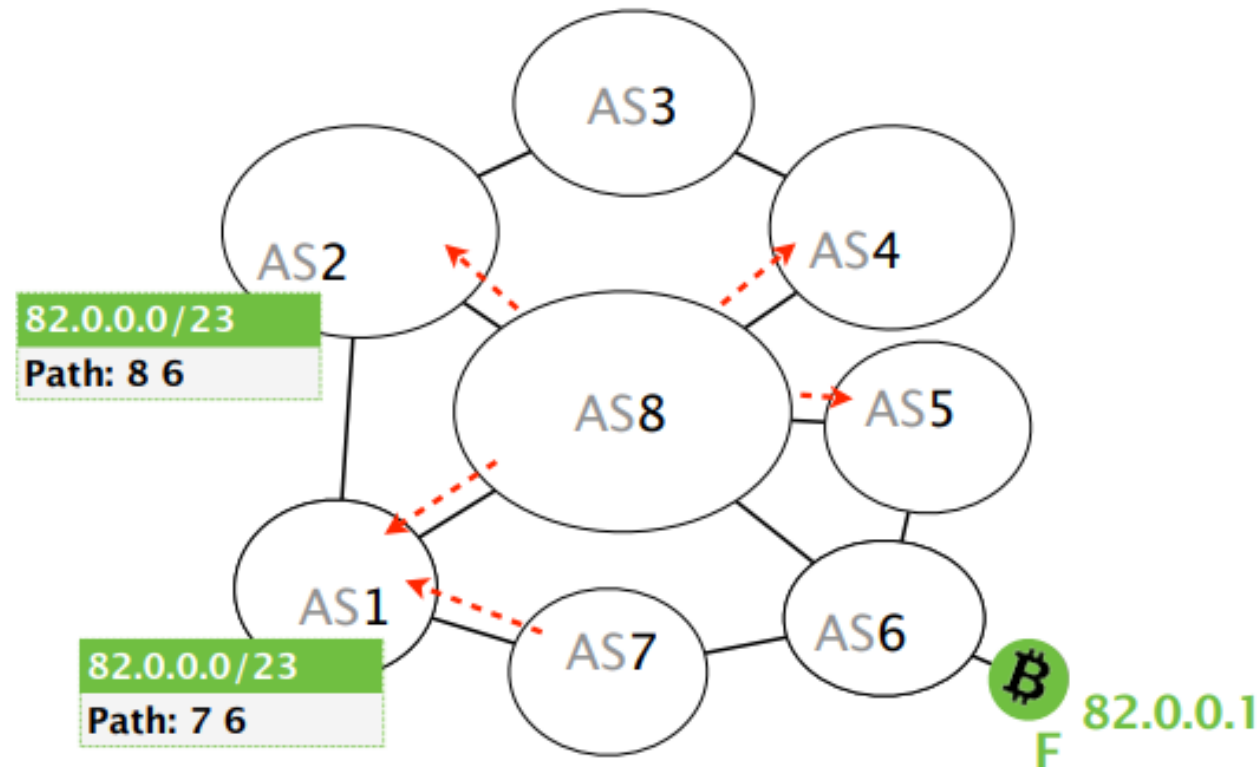 AS3
AS2
AS4
82.0.0.0/23
Path: 8 6
AS8
AS5
AS1
AS7
AS6
82.0.0.0/23
Path: 7 6
₿
82.0.0.1
F